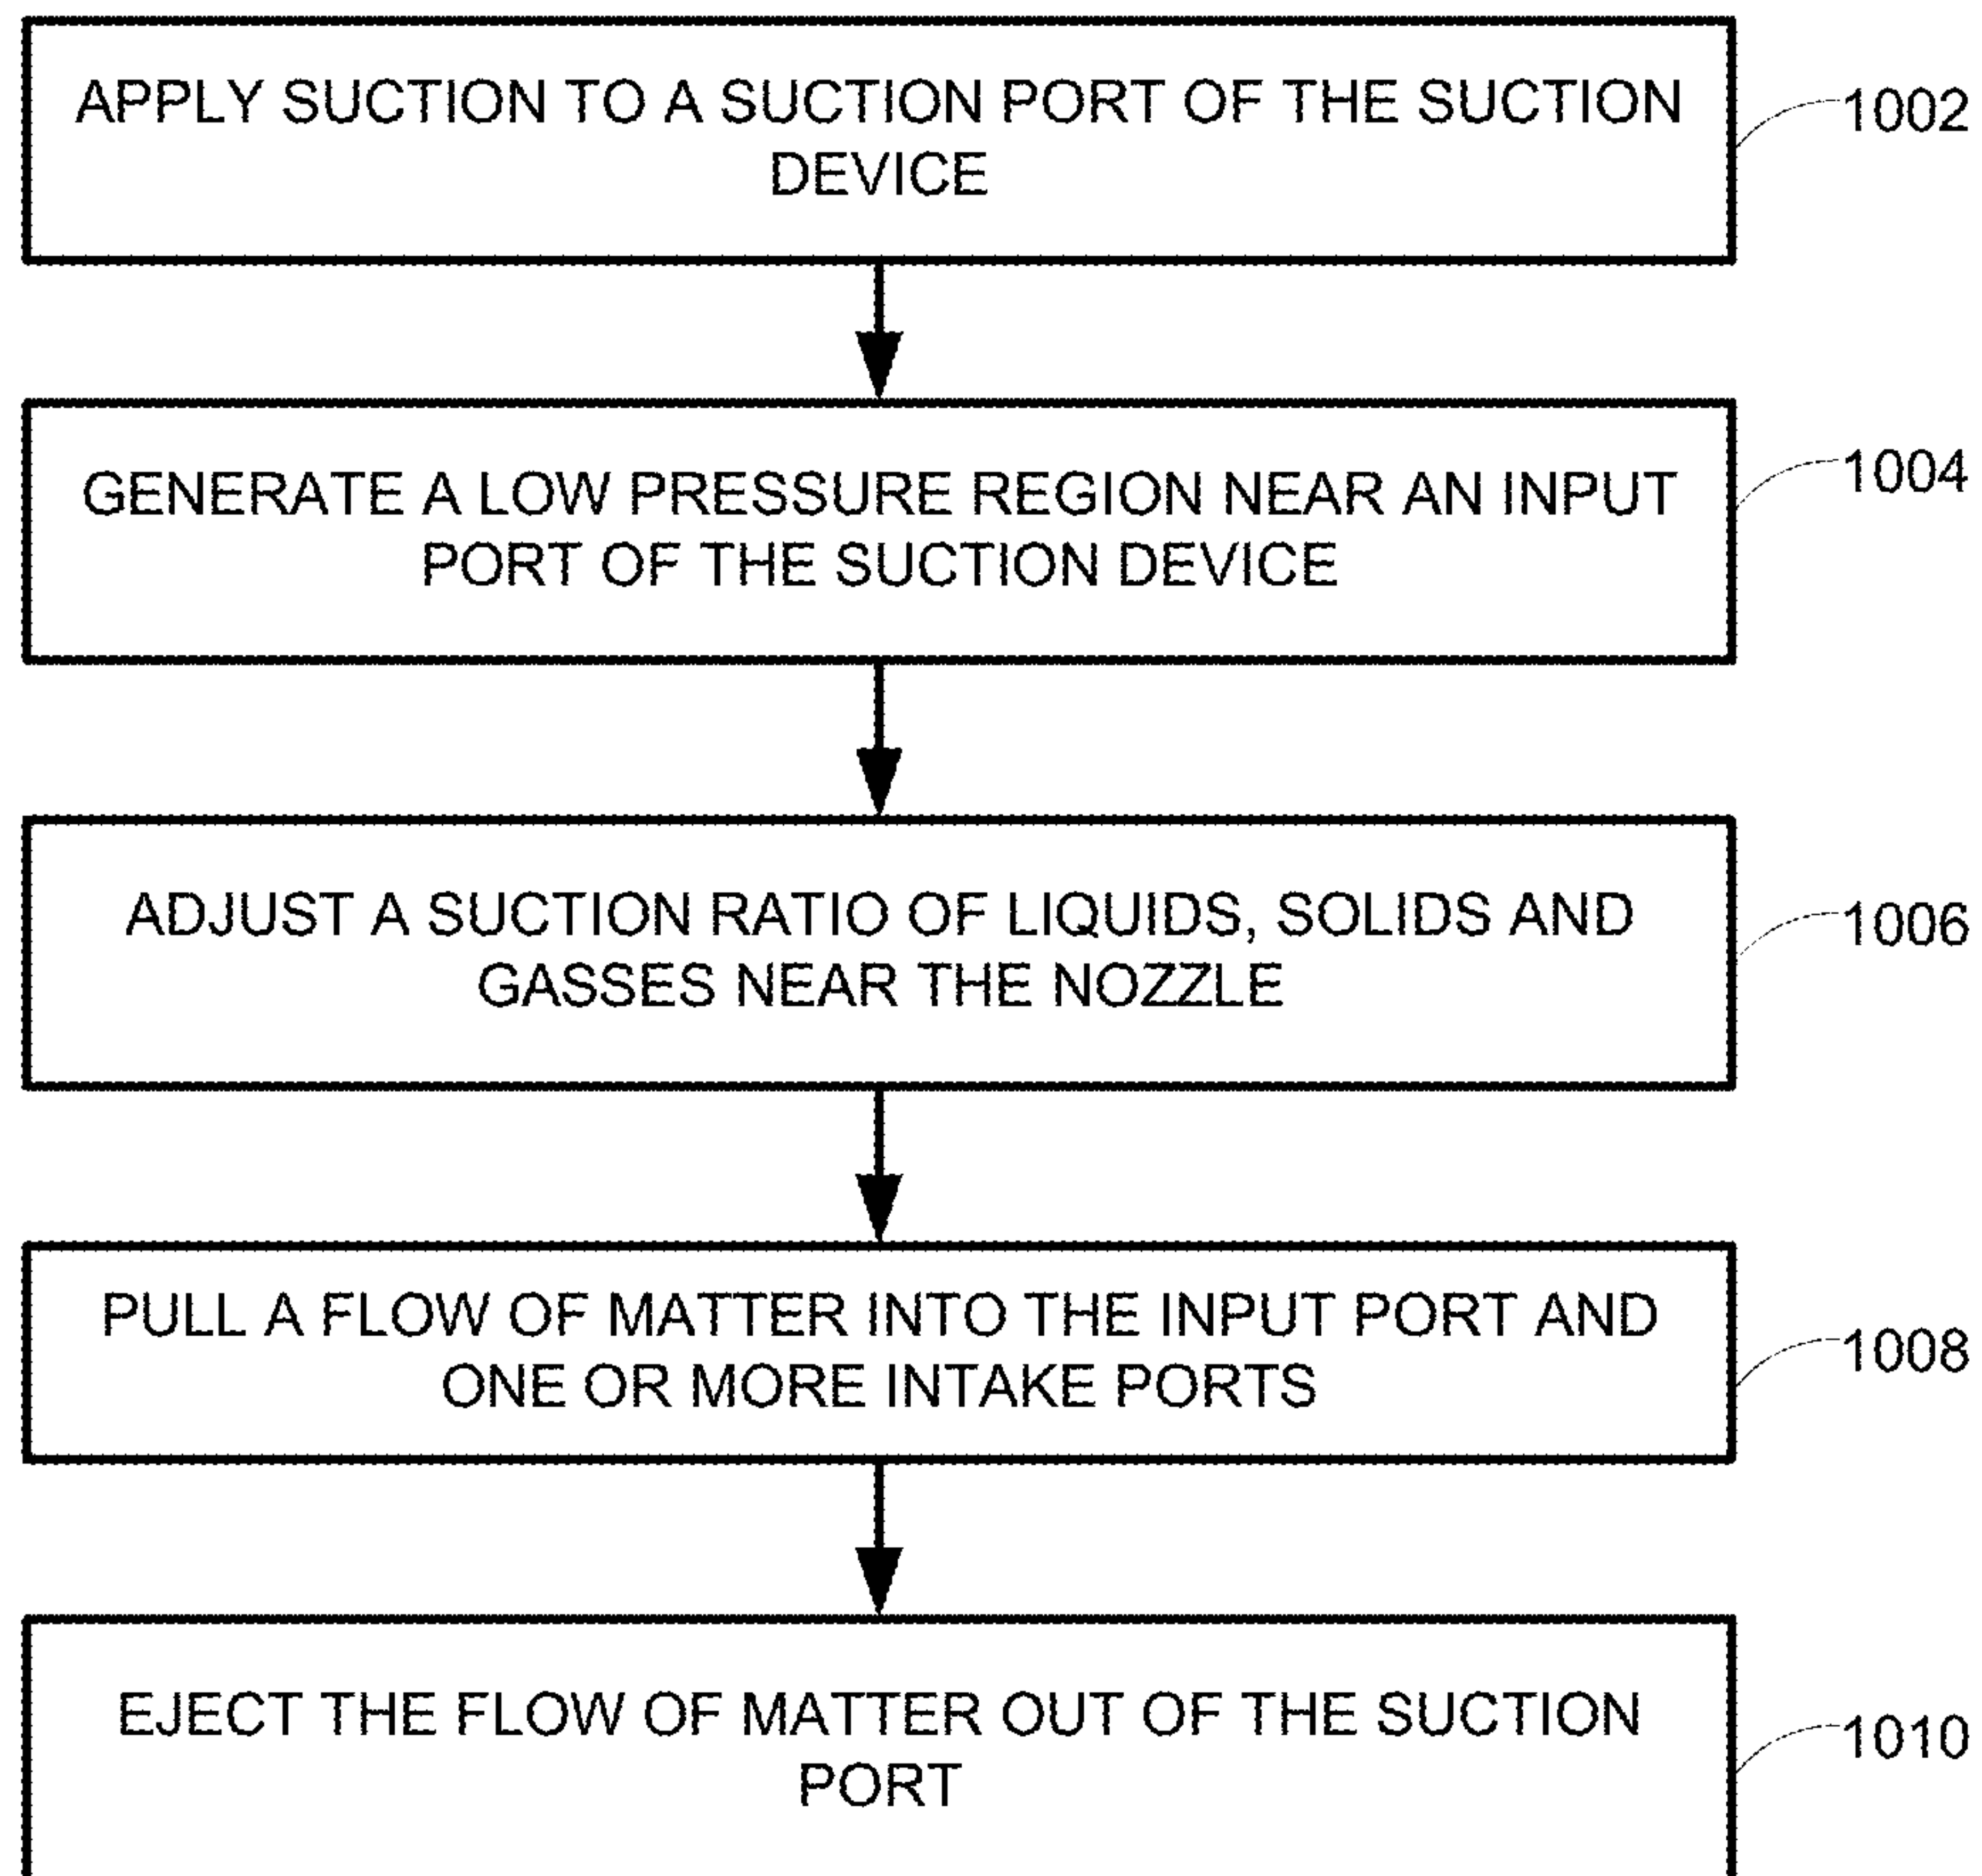 APPLY SUCTION TO A SUCTION PORT OF THE SUCTION
DEVICE
1002
GENERATE A LOW PRESSURE REGION NEAR AN INPUT
PORT OF THE SUCTION DEVICE
1004
ADJUST A SUCTION RATIO OF LIQUIDS, SOLIDS AND
GASSES NEAR THE NOZZLE
1006
PULL A FLOW OF MATTER INTO THE INPUT PORT AND
ONE OR MORE INTAKE PORTS
1008
EJECT THE FLOW OF MATTER OUT OF THE SUCTION
PORT
1010